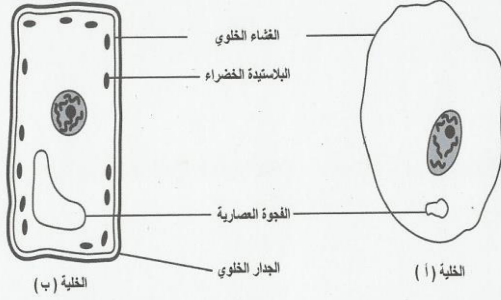 الغشاء الخلوي
البلاستيدة الخضراء
الفجوة العصارية
الجدار الخلوي
الخلية ( أ )
الخلية ( ب )